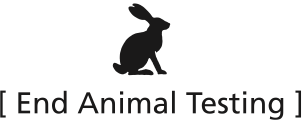 [ End Animal Testing ]